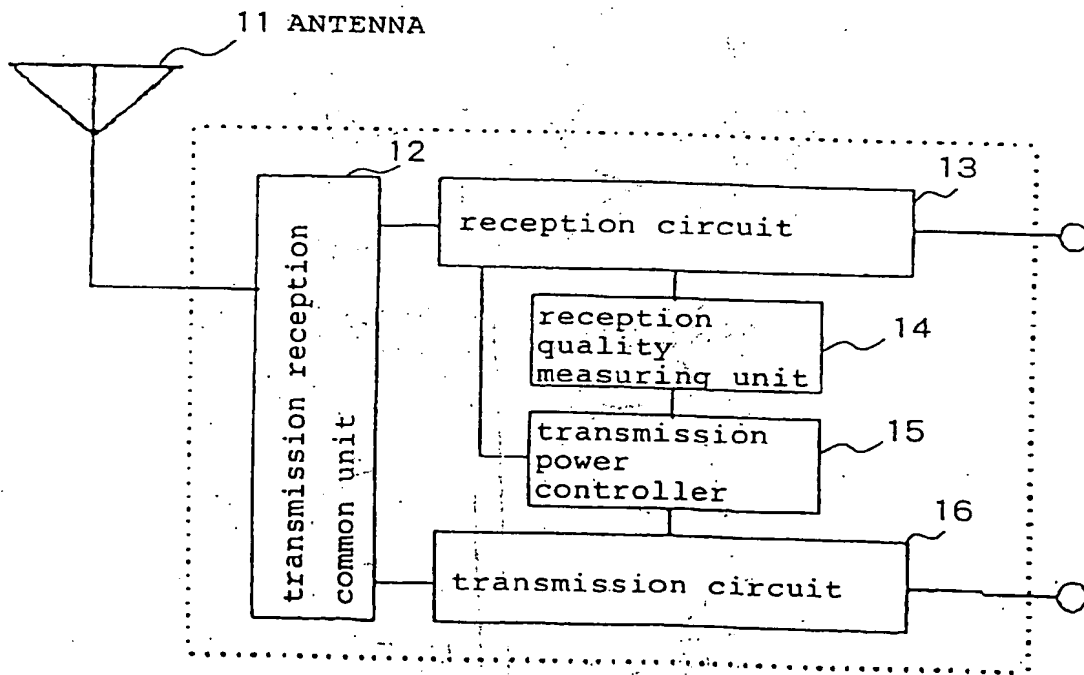 11 ANTENNA
12
13
reception circuit
reception
quality
measuring unit
14
transmission
power
controller
15
transmission reception
common unit
16
transmission circuit